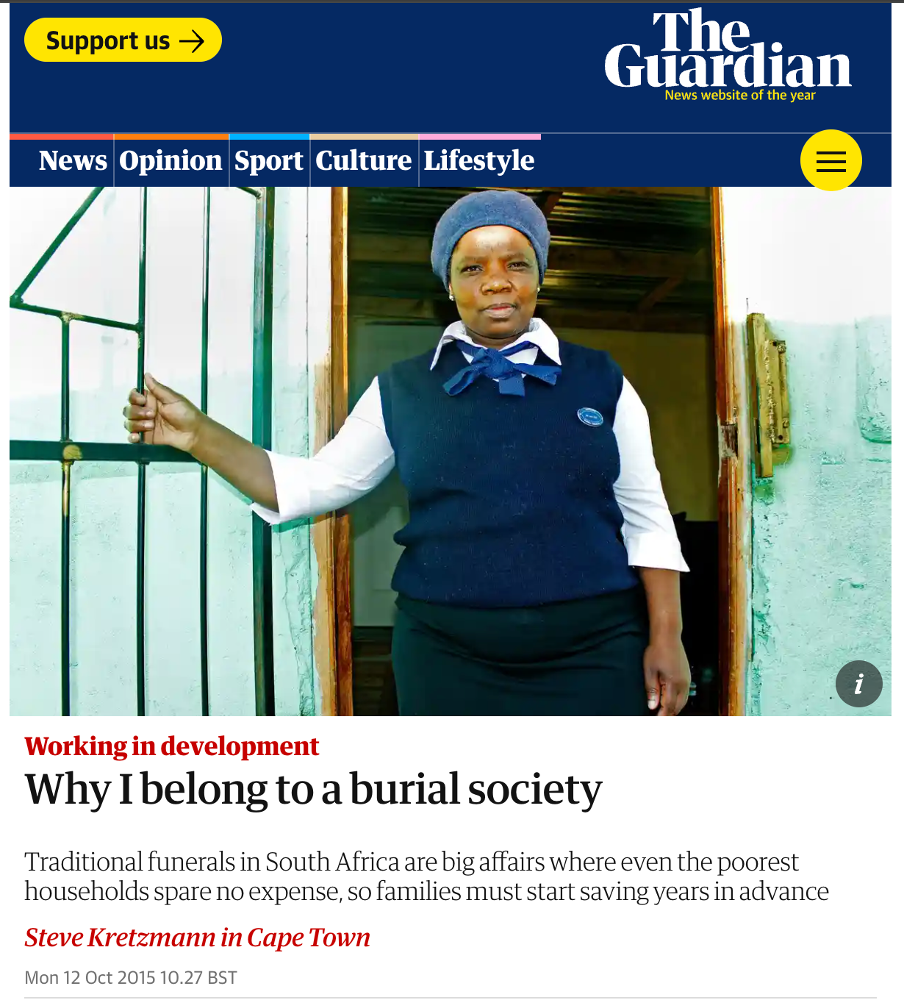 Support us
The
Guardian
News website of the year
News Opinion Sport Culture Lifestyle
i
Working in development
Why I belong to a burial society
Traditional funerals in South Africa are big affairs where even the poorest
households spare no expense, so families must start saving years in advance
Steve Kretzmann in Cape Town
Mon 12 Oct 2015 10.27 BST